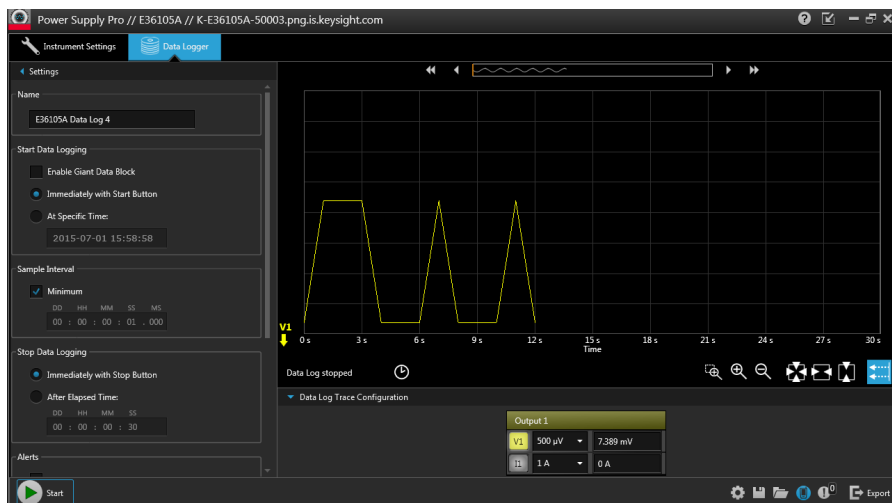 Power Supply Pro // E36105A // K-E36105A-50003.png.is.keysight.com
Instrument Settings
Data Logger
Settings
Name
E36105A Data Log 4
Start Data Logging
Enable Giant Data Block
Immediately with Start Button
At Specific Time:
2015-07-01 15:58:58
Sample Interval
Minimum
DD HH MM SS MS
00 : 00 : 00 : 01 . 000
Stop Data Logging
Immediately with Stop Button
After Elapsed Time:
DD HH MM SS
00 : 00 : 00 : 30
Alerts
Start
V1
0 s 3 s 6 s 9 s 12 s 15 s 18 s 21 s 24 s 27 s 30 s
Time
Data Log stopped
Data Log Trace Configuration
Output 1
V1 500 µV 7.389 mV
I1 1 A 0 A
0
Export